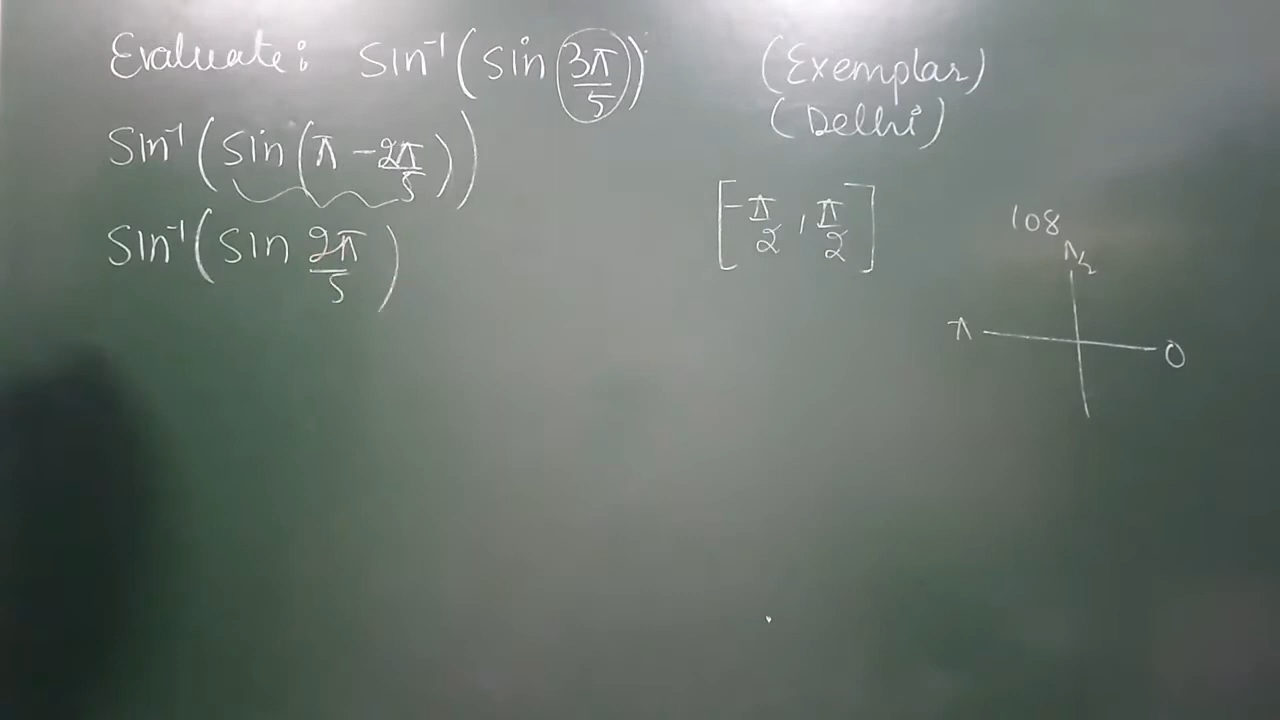 Evaluate: Sin⁻¹(sin(3π/5))
(Exemplar)
(Delhi)
Sin⁻¹(sin(π - 2π/5))
Sin⁻¹(sin 2π/5)
[-π/2, π/2]
108
π/2
π
0